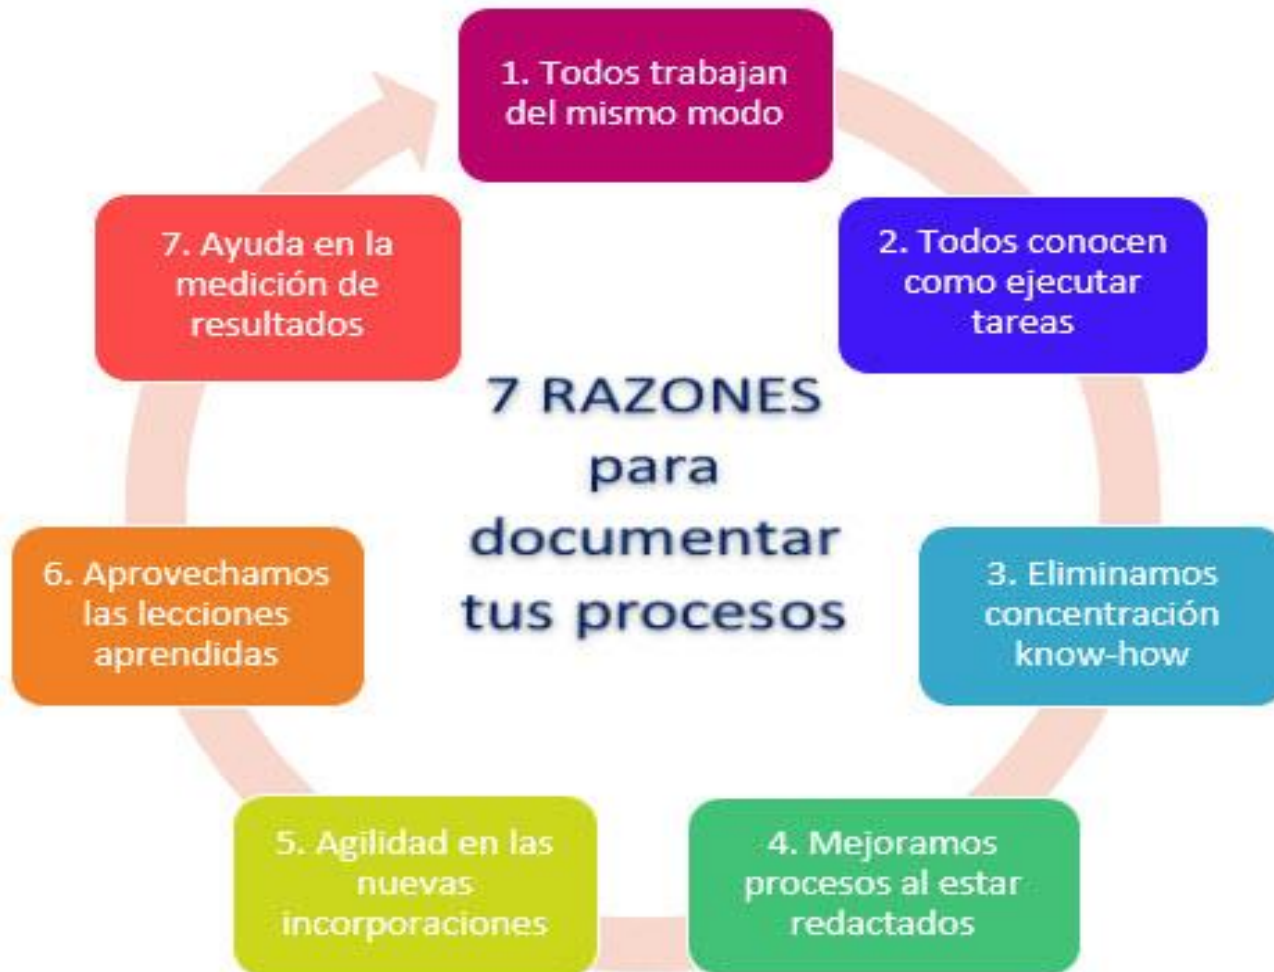 1. Todos trabajan
del mismo modo
2. Todos conocen
como ejecutar
tareas
3. Eliminamos
concentración
know-how
4. Mejoramos
procesos al estar
redactados
5. Agilidad en las
nuevas
incorporaciones
6. Aprovechamos
las lecciones
aprendidas
7. Ayuda en la
medición de
resultados
7 RAZONES
para
documentar
tus procesos